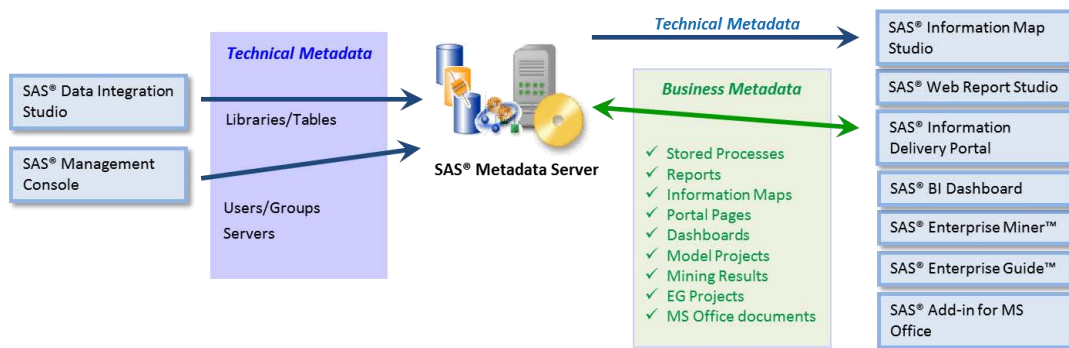 SAS® Data Integration
Studio
SAS® Management
Console
Technical Metadata
Libraries/Tables
Users/Groups
Servers
SAS® Metadata Server
Technical Metadata
Business Metadata
✓ Stored Processes
✓ Reports
✓ Information Maps
✓ Portal Pages
✓ Dashboards
✓ Model Projects
✓ Mining Results
✓ EG Projects
✓ MS Office documents
SAS® Information Map
Studio
SAS® Web Report Studio
SAS® Information
Delivery Portal
SAS® BI Dashboard
SAS® Enterprise Miner™
SAS® Enterprise Guide™
SAS® Add-in for MS
Office